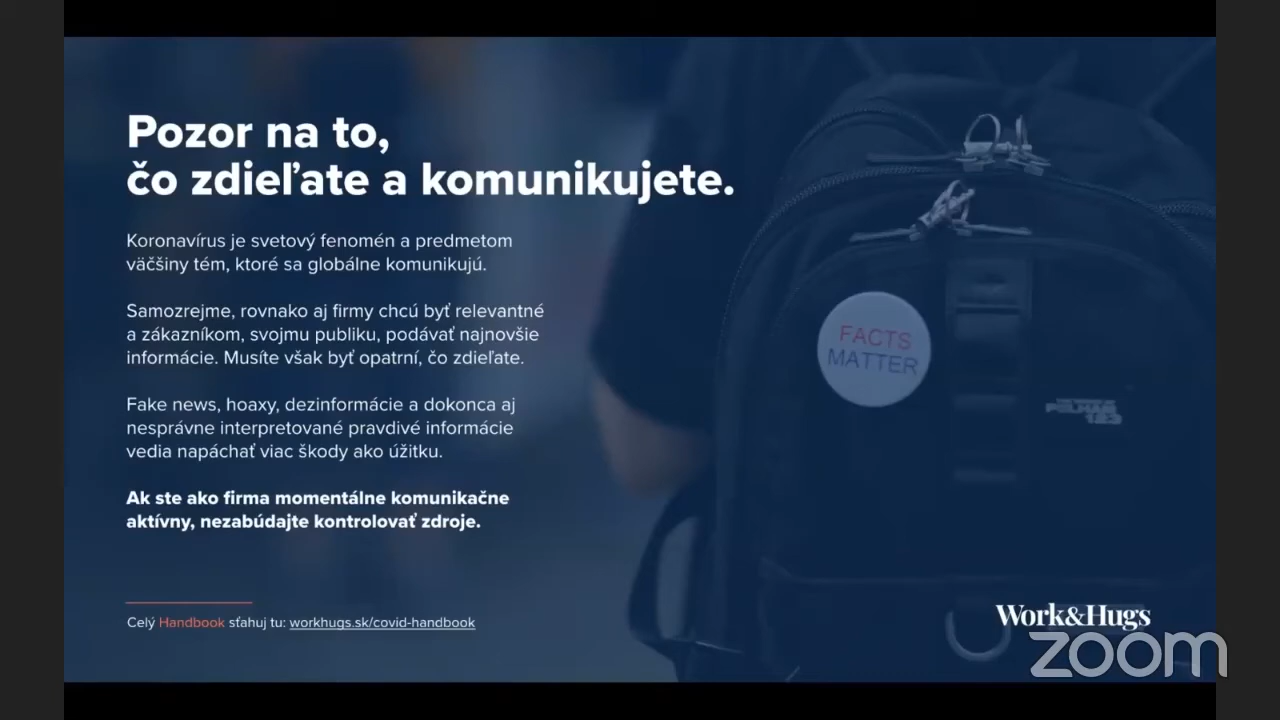 Pozor na to,
čo zdieľate a komunikujete.
Koronavírus je svetový fenomén a predmetom
väčšiny tém, ktoré sa globálne komunikujú.
Samozrejme, rovnako aj firmy chcú byť relevantné
a zákazníkom, svojmu publiku, podávať najnovšie
informácie. Musíte však byť opatrní, čo zdieľate.
Fake news, hoaxy, dezinformácie a dokonca aj
nesprávne interpretované pravdivé informácie
vedia napáchať viac škody ako úžitku.
Ak ste ako firma momentálne komunikačne
aktívny, nezabúdajte kontrolovať zdroje.
Celý Handbook sťahuj tu: workhugs.sk/covid-handbook
FACTS
MATTER
PELHAM
123
Work&Hugs
zoom